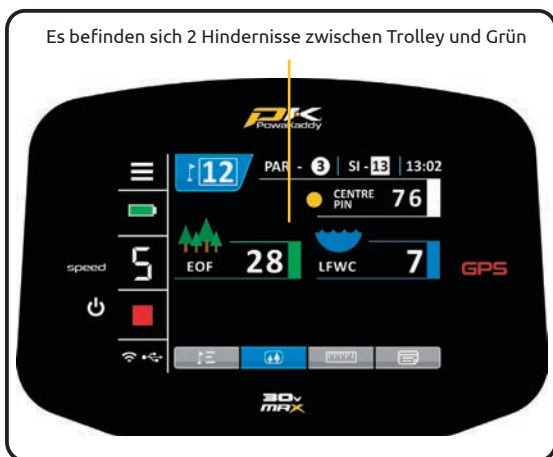 Es befinden sich 2 Hindernisse zwischen Trolley und Grün
PK
PowaKaddy
12 PAR - 3 SI - 13 13:02
CENTRE PIN 76
EOF 28 LFWC 7
speed 5 GPS
30v
MAX